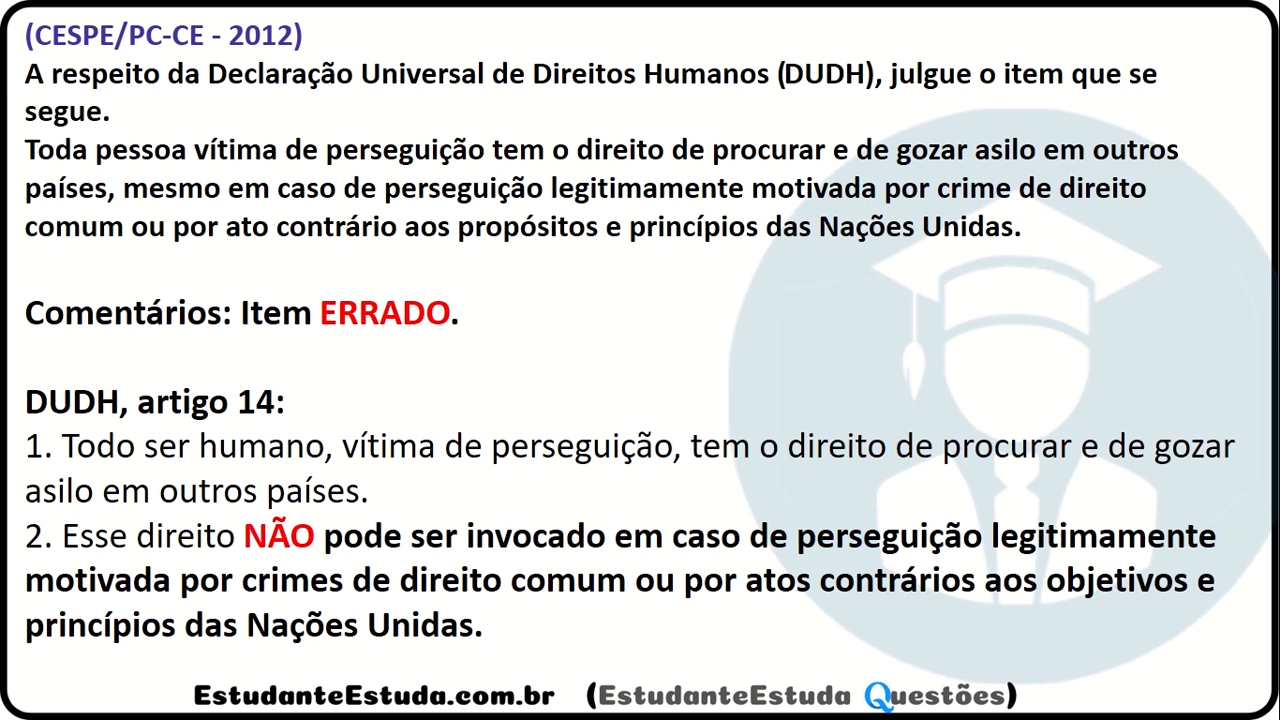 (CESPE/PC-CE - 2012)
A respeito da Declaração Universal de Direitos Humanos (DUDH), julgue o item que se
segue.
Toda pessoa vítima de perseguição tem o direito de procurar e de gozar asilo em outros
países, mesmo em caso de perseguição legitimamente motivada por crime de direito
comum ou por ato contrário aos propósitos e princípios das Nações Unidas.
Comentários: Item ERRADO.
DUDH, artigo 14:
1. Todo ser humano, vítima de perseguição, tem o direito de procurar e de gozar
asilo em outros países.
2. Esse direito NÃO pode ser invocado em caso de perseguição legitimamente
motivada por crimes de direito comum ou por atos contrários aos objetivos e
princípios das Nações Unidas.
EstudanteEstuda.com.br (EstudanteEstuda Questões)